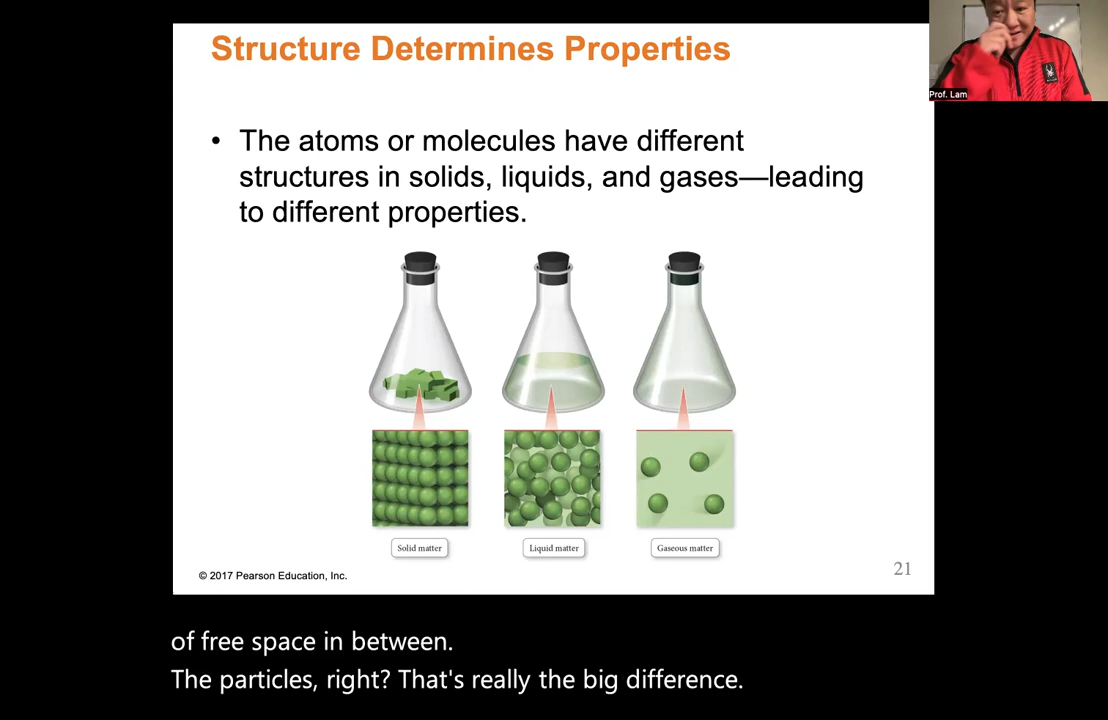 Structure Determines Properties
Prof. Lam
• The atoms or molecules have different
structures in solids, liquids, and gases—leading
to different properties.
Solid matter
Liquid matter
Gaseous matter
© 2017 Pearson Education, Inc.
21
of free space in between.
The particles, right? That's really the big difference.